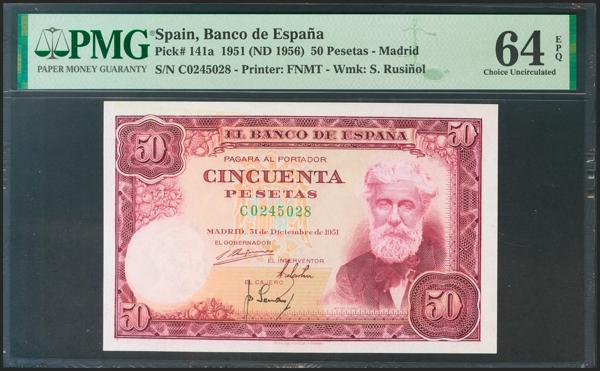 PMG
PAPER MONEY GUARANTY
Spain, Banco de España
Pick# 141a 1951 (ND 1956) 50 Pesetas - Madrid
S/N C0245028 - Printer: FNMT - Wmk: S. Rusiñol
64 EPQ
Choice Uncirculated
EL BANCO DE ESPAÑA
50 50
PAGARA AL PORTADOR
CINCUENTA
PESETAS
C0245028
MADRID, 31 de Diciembre de 1951
EL GOBERNADOR
EL INTERVENTOR
EL CAJERO
50 50